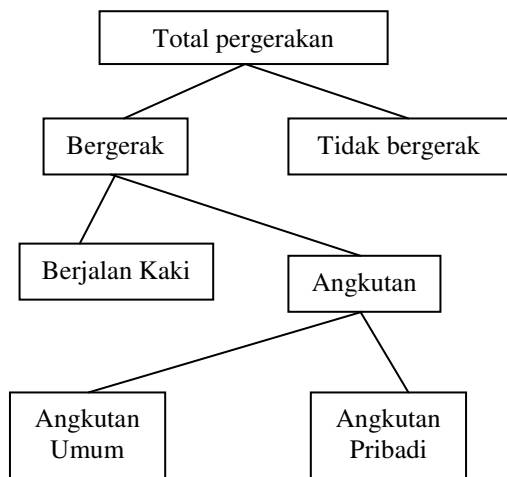 Total pergerakan
Bergerak
Tidak bergerak
Berjalan Kaki
Angkutan
Angkutan
Umum
Angkutan
Pribadi